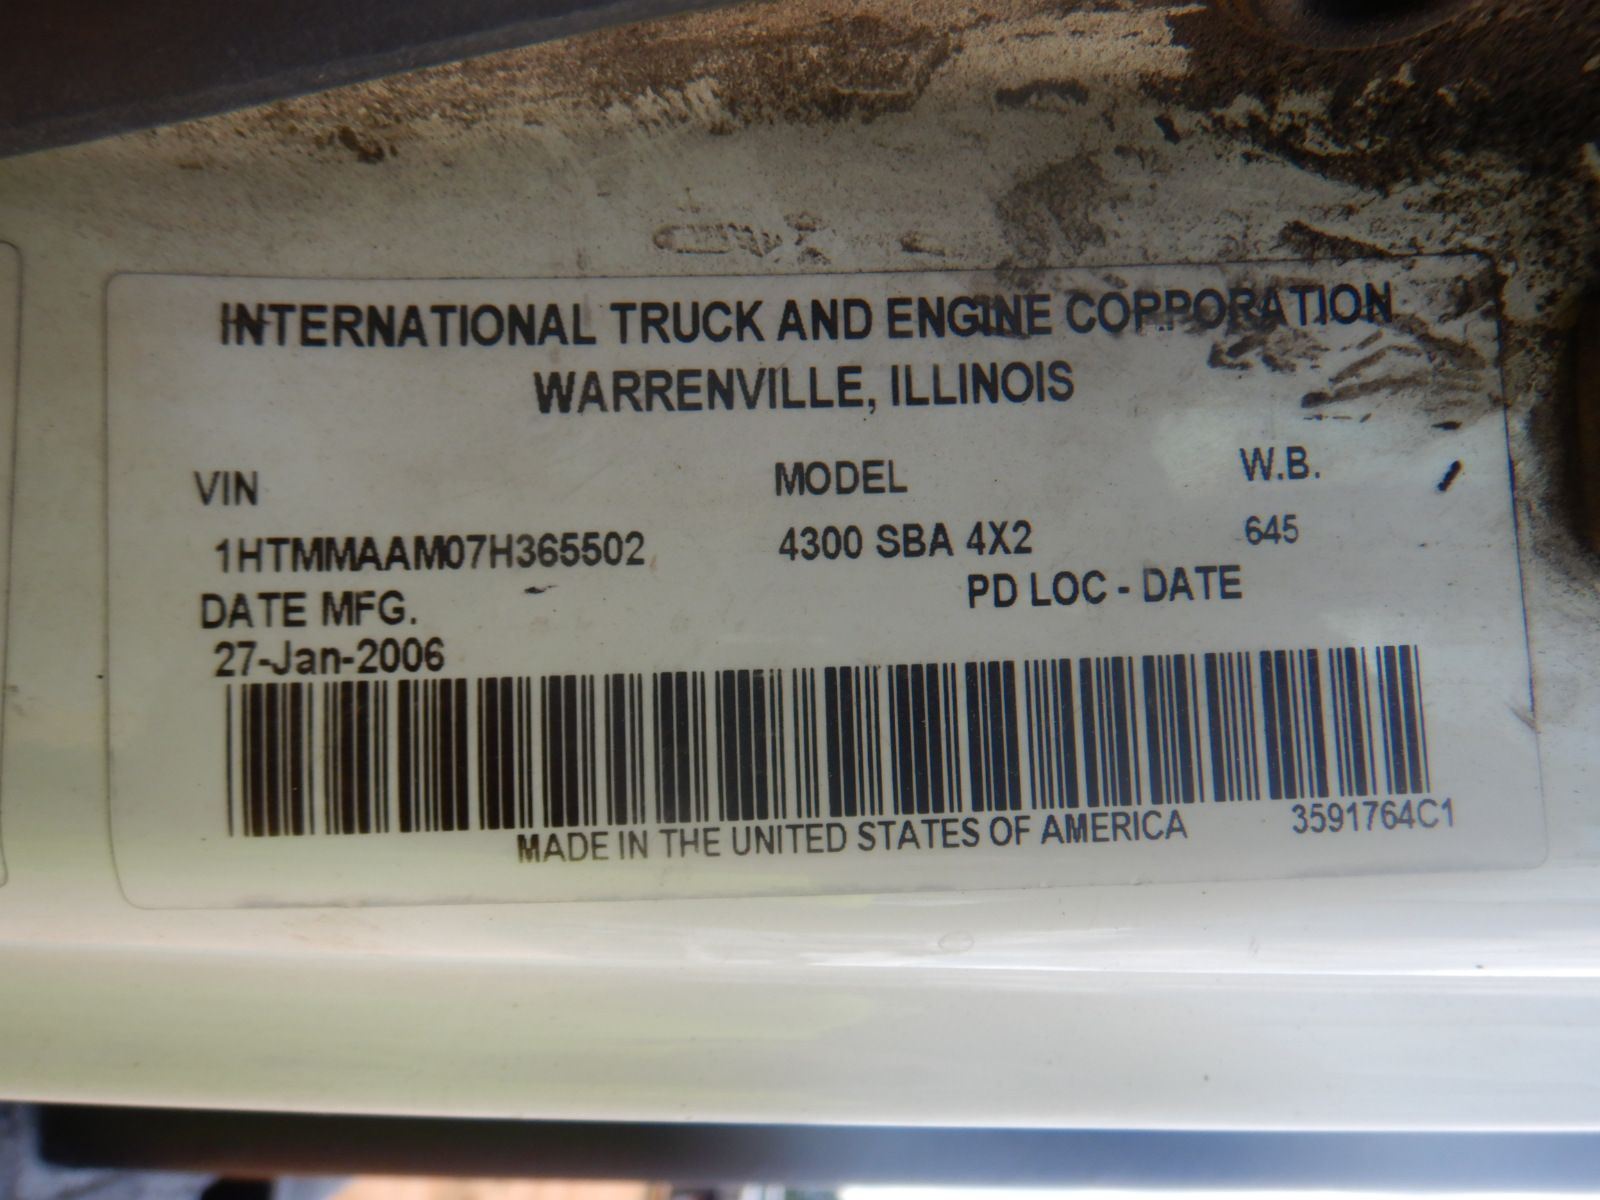 INTERNATIONAL TRUCK AND ENGINE CORPORATION
WARRENVILLE, ILLINOIS
VIN MODEL W.B.
1HTMMAAM07H365502 4300 SBA 4X2 645
DATE MFG. PD LOC - DATE
27-Jan-2006
MADE IN THE UNITED STATES OF AMERICA 3591764C1